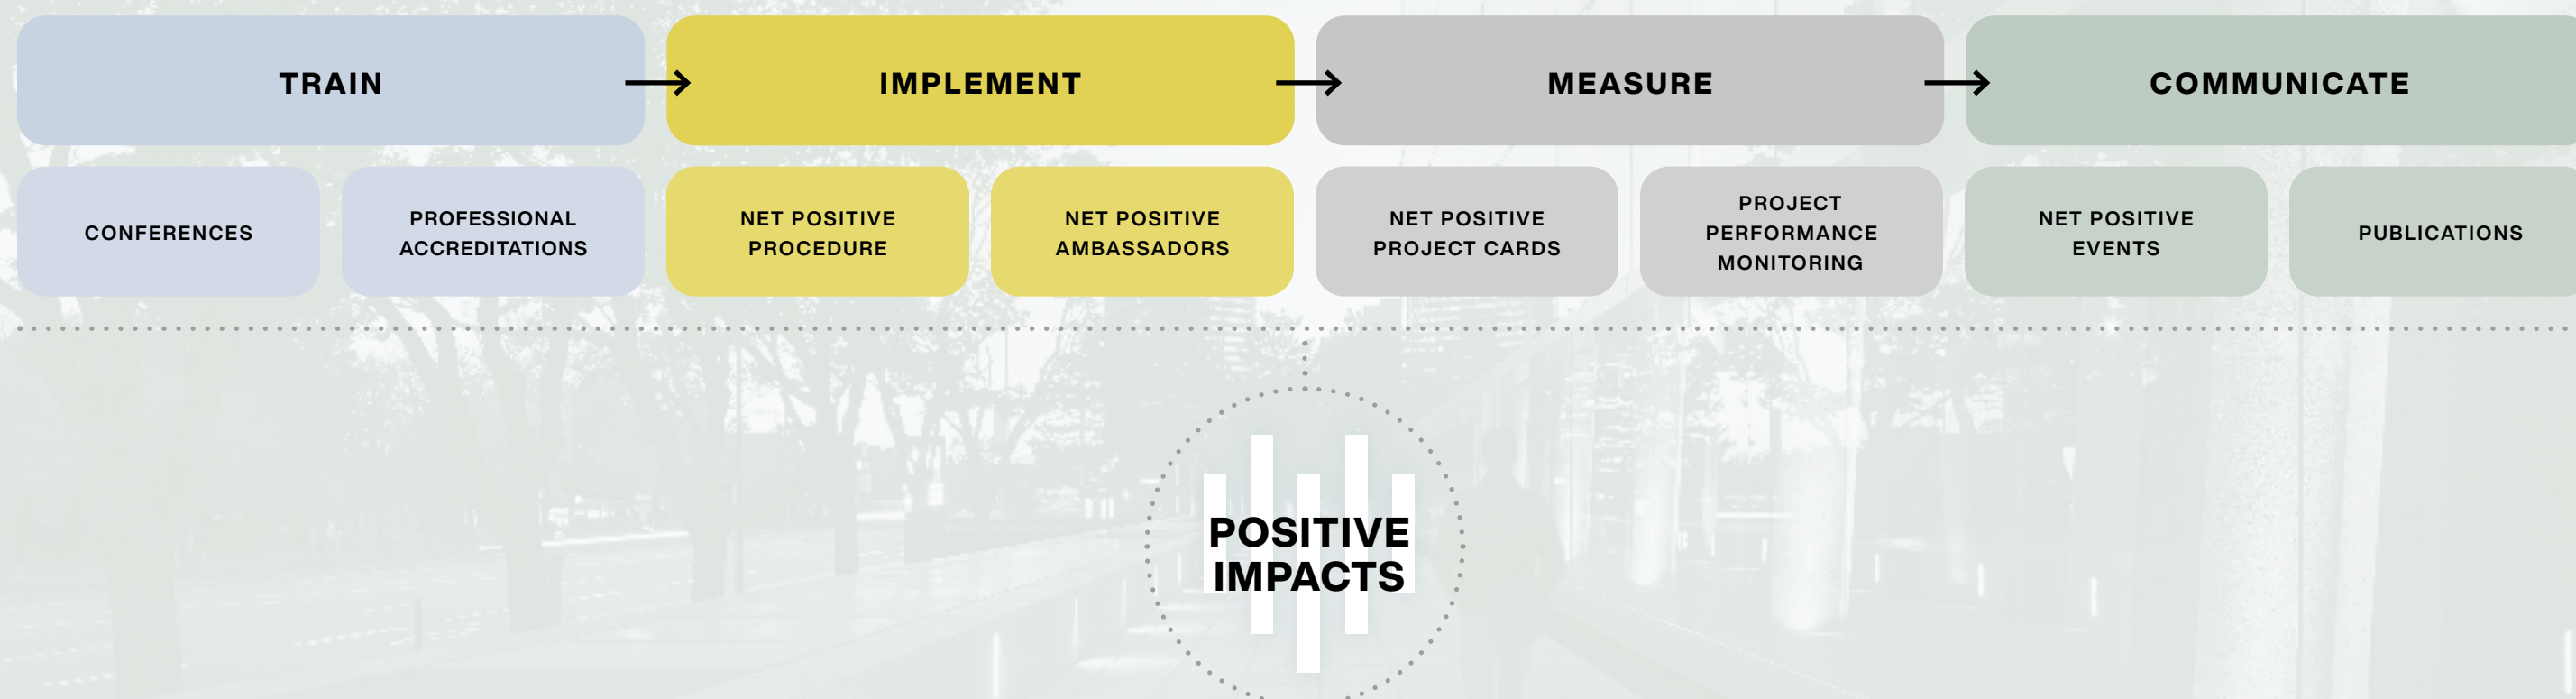 TRAIN
IMPLEMENT
MEASURE
COMMUNICATE
CONFERENCES
PROFESSIONAL
ACCREDITATIONS
NET POSITIVE
PROCEDURE
NET POSITIVE
AMBASSADORS
NET POSITIVE
PROJECT CARDS
PROJECT
PERFORMANCE
MONITORING
NET POSITIVE
EVENTS
PUBLICATIONS
POSITIVE
IMPACTS